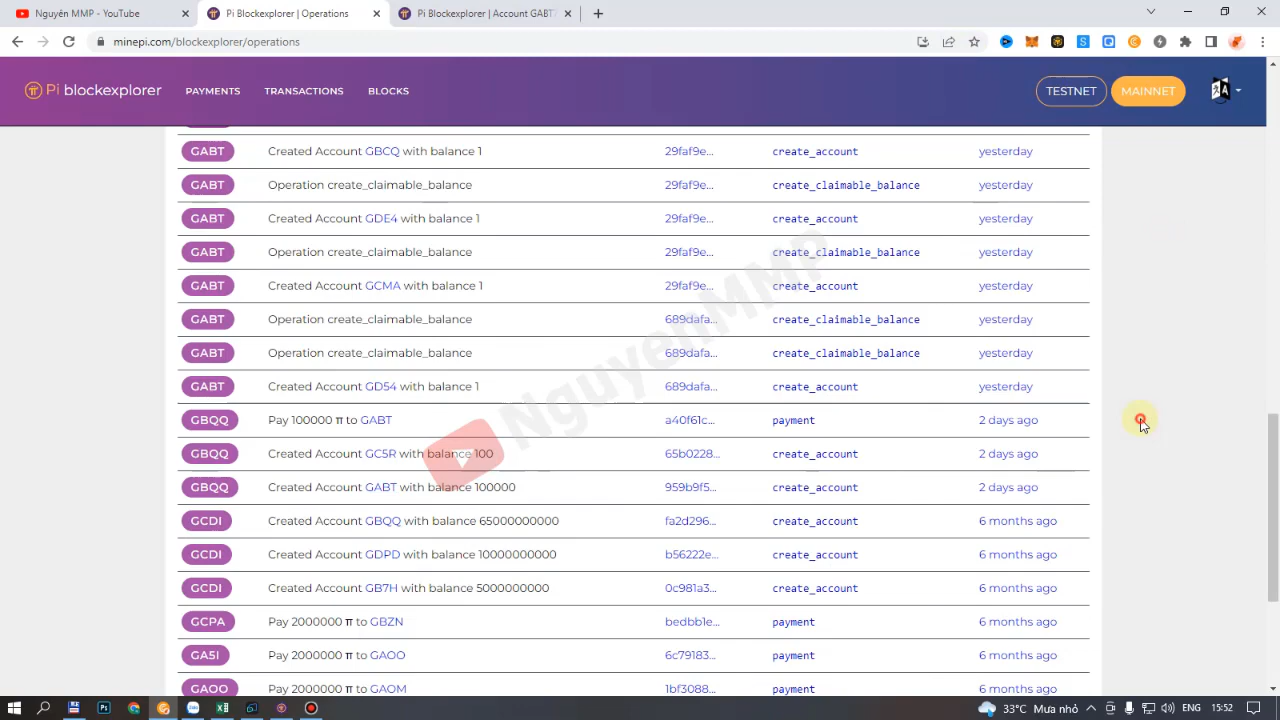 Nguyên MMP - YouTube
Pi Blockexplorer | Operations
Pi Blockexplorer | Account GABT
minepi.com/blockexplorer/operations
Pi blockexplorer PAYMENTS TRANSACTIONS BLOCKS TESTNET MAINNET
GABT Created Account GBCQ with balance 1 29faf9e... create_account yesterday
GABT Operation create_claimable_balance 29faf9e... create_claimable_balance yesterday
GABT Created Account GDE4 with balance 1 29faf9e... create_account yesterday
GABT Operation create_claimable_balance 29faf9e... create_claimable_balance yesterday
GABT Created Account GCMA with balance 1 29faf9e... create_account yesterday
GABT Operation create_claimable_balance 689dafa... create_claimable_balance yesterday
GABT Operation create_claimable_balance 689dafa... create_claimable_balance yesterday
GABT Created Account GD54 with balance 1 689dafa... create_account yesterday
GBQQ Pay 100000 π to GABT a40f61c... payment 2 days ago
GBQQ Created Account GC5R with balance 100 65b0228... create_account 2 days ago
GBQQ Created Account GABT with balance 100000 959b9f5... create_account 2 days ago
GCDI Created Account GBQQ with balance 65000000000 fa2d296... create_account 6 months ago
GCDI Created Account GDPD with balance 10000000000 b56222e... create_account 6 months ago
GCDI Created Account GB7H with balance 5000000000 0c981a3... create_account 6 months ago
GCPA Pay 2000000 π to GBZN bedbb1e... payment 6 months ago
GA5I Pay 2000000 π to GAOO 6c79183... payment 6 months ago
GAOO Pay 2000000 π to GAOM 1bf3088... payment 6 months ago
NguyenMMP
33°C Mưa nhỏ ENG 15:52